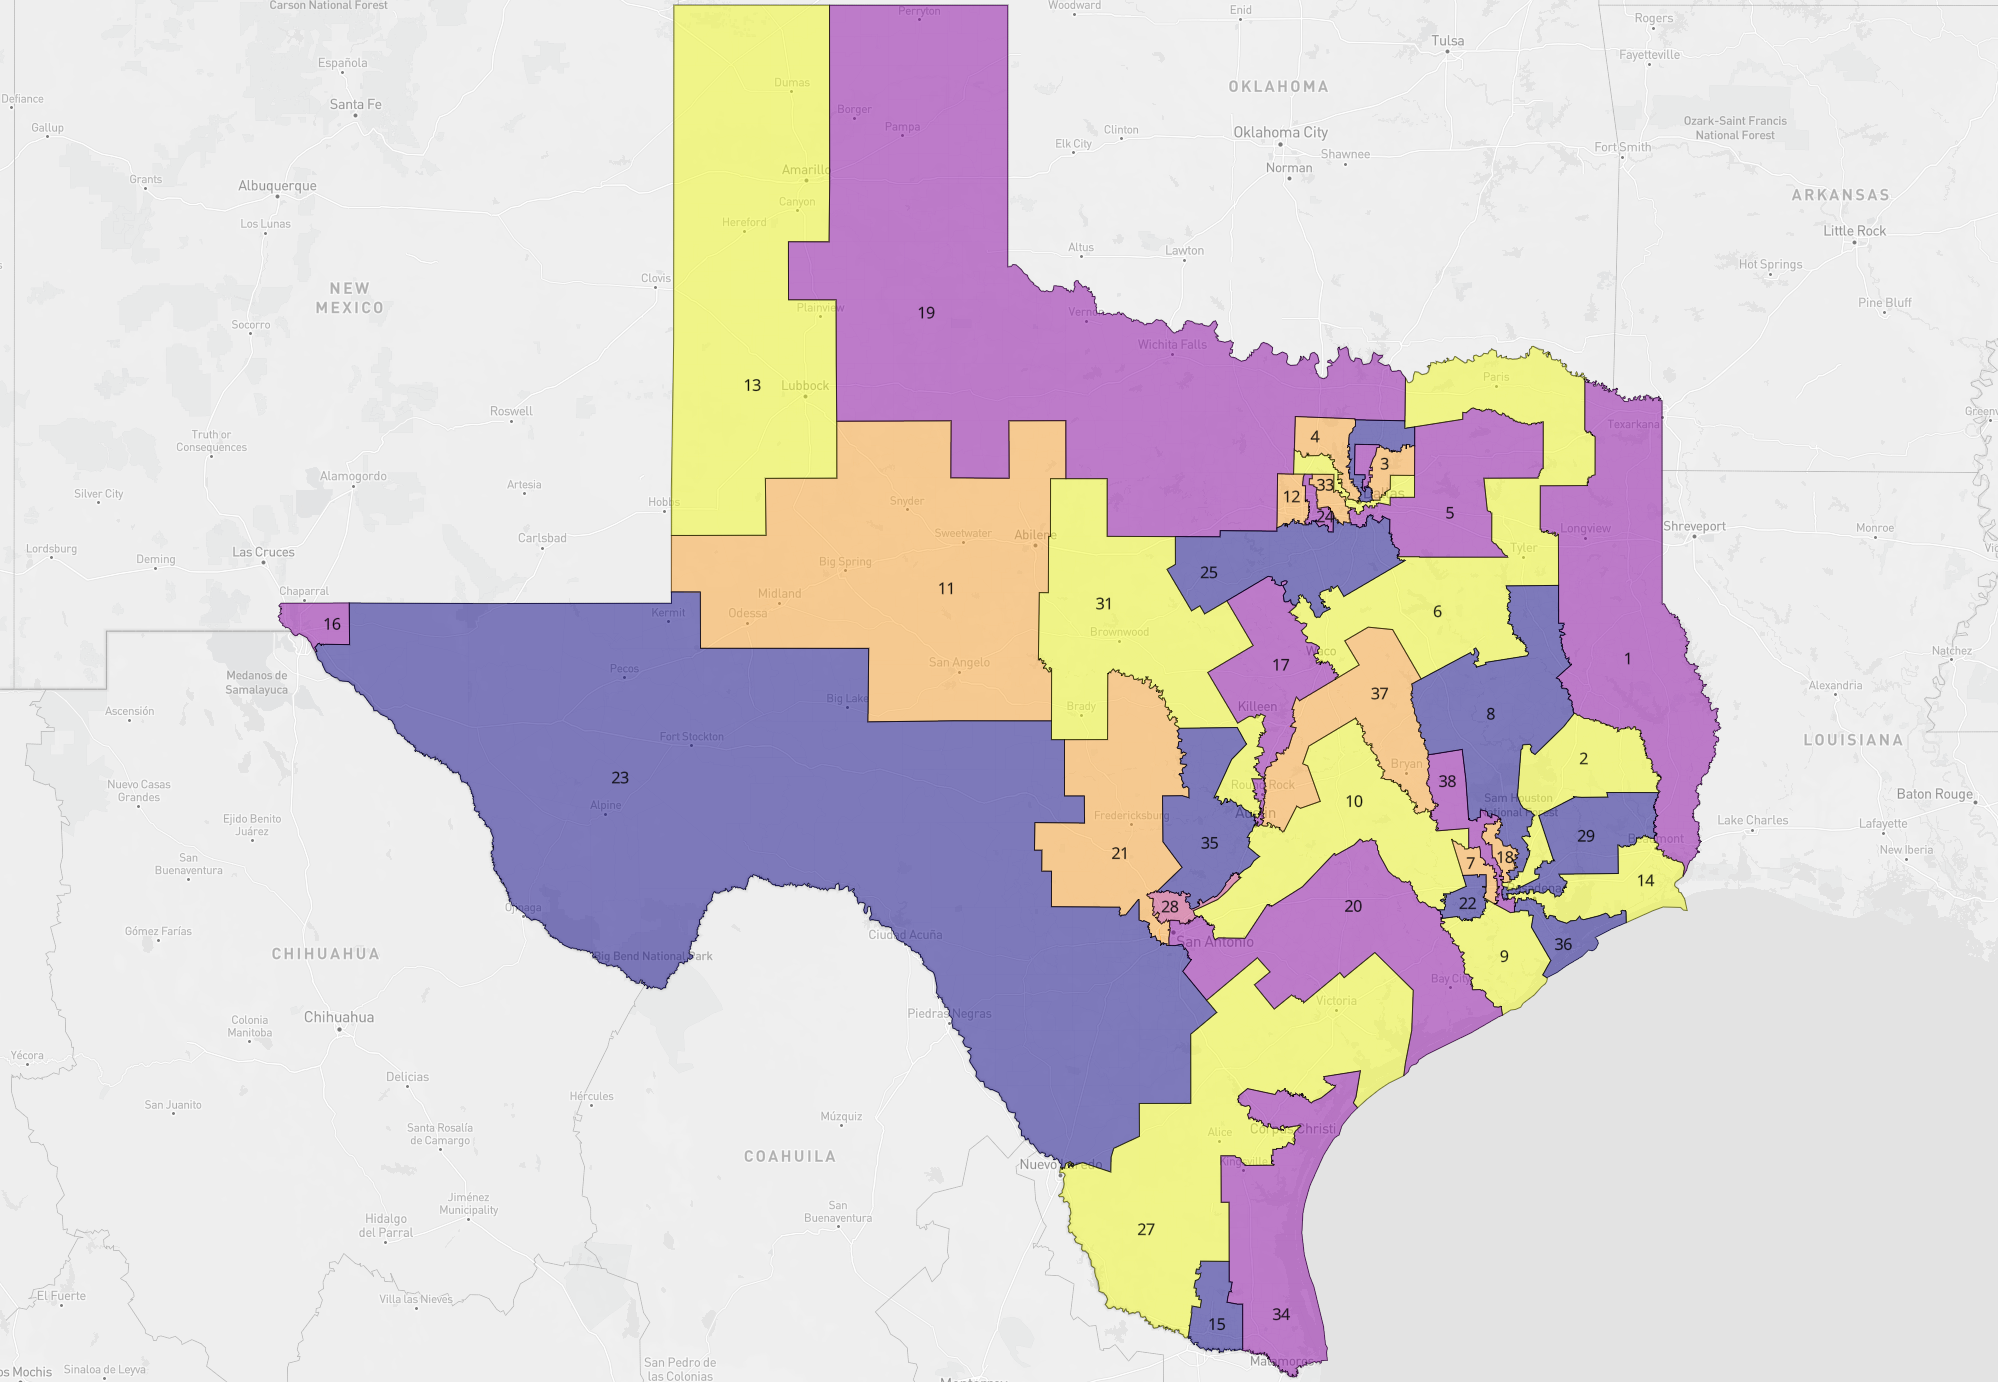 Carson National Forest
Perryton
Woodward
Enid
Rogers
Tulsa
Fayetteville
Española
Dumas
OKLAHOMA
Defiance
Santa Fe
Borger
Pampa
Ozark-Saint Francis
National Forest
Gallup
Clinton
Elk City
Oklahoma City
Shawnee
Fort Smith
Norman
Amarillo
Grants
Albuquerque
Canyon
ARKANSAS
Los Lunas
Hereford
Little Rock
Altus
Lawton
Clovis
Hot Springs
NEW
MEXICO
Plainview
19
Vernon
Pine Bluff
Socorro
Wichita Falls
13
Lubbock
Paris
Roswell
Texarkana
Truth or
Consequences
4
3
Alamogordo
Artesia
Silver City
Hobbs
Snyder
12
33
Dallas
24
5
Longview
Shreveport
Monroe
Lordsburg
Deming
Las Cruces
Carlsbad
Sweetwater
Abilene
Tyler
Big Spring
25
Chaparral
16
Kermit
Midland
Odessa
11
31
6
Brownwood
Waco
17
1
Natchez
Medanos de
Samalayuca
Pecos
San Angelo
Alexandria
Ascensión
Big Lake
Brady
Killeen
37
8
Fort Stockton
LOUISIANA
23
Bryan
2
Nuevo Casas
Grandes
Round Rock
38
Alpine
10
Sam Houston
National Forest
Baton Rouge
Ejido Benito
Juárez
Fredericksburg
Austin
35
29
Beaumont
Lake Charles
Lafayette
21
7
18
New Iberia
San
Buenaventura
14
Pasadena
Ojinaga
28
20
22
Gómez Farías
Ciudad Acuña
San Antonio
36
CHIHUAHUA
Big Bend National Park
9
Bay City
Victoria
Chihuahua
Colonia
Manitoba
Piedras Negras
Yécora
Delicias
Hércules
San Juanito
Múzquiz
Santa Rosalía
de Camargo
Alice
Corpus Christi
COAHUILA
Nuevo Laredo
Kingsville
Jiménez
Municipality
San
Buenaventura
Hidalgo
del Parral
27
El Fuerte
Villa las Nieves
15
34
Matamoros
San Pedro de
las Colonias
os Mochis
Sinaloa de Leyva
Monterrey